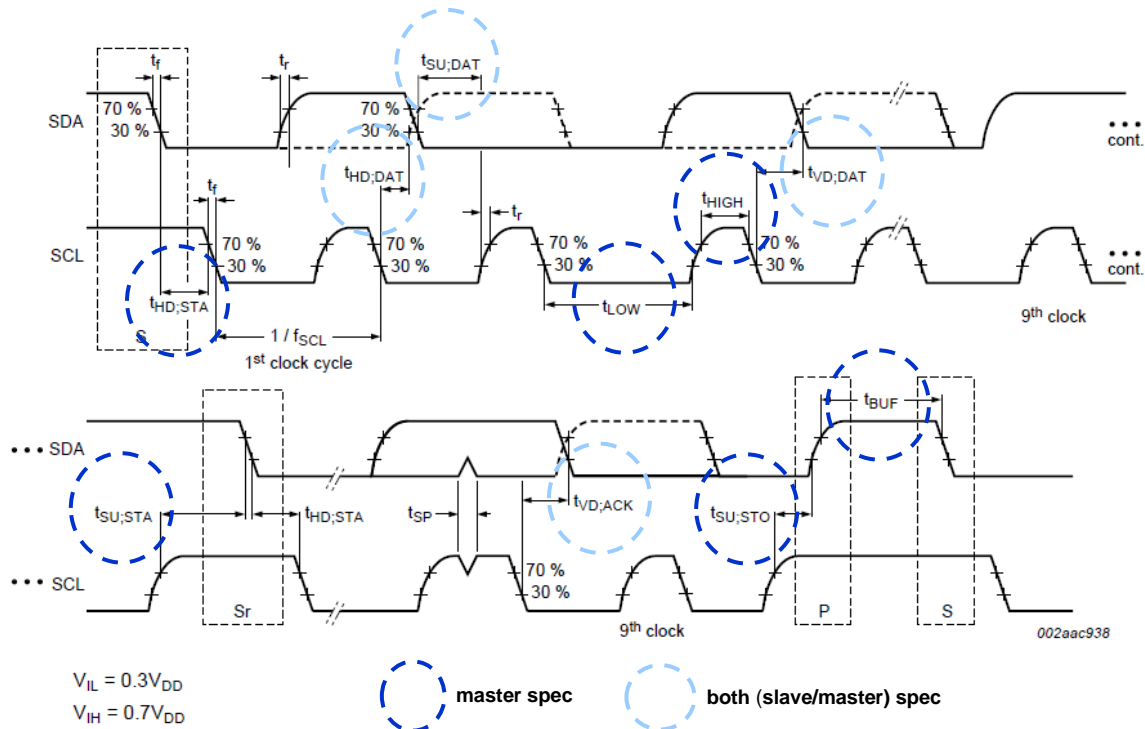 tf
tr
tSU;DAT
70 %
30 %
70 %
30 %
SDA
cont.
tHD;DAT
tVD;DAT
tf
tr
tHIGH
70 %
30 %
70 %
30 %
70 %
30 %
70 %
30 %
SCL
cont.
tHD;STA
tLOW
S
1 / fSCL
1st clock cycle
9th clock
tBUF
SDA
tSU;STA
tHD;STA
tSP
tVD;ACK
tSU;STO
70 %
30 %
SCL
Sr
P
S
9th clock
002aac938
VIL = 0.3VDD
VIH = 0.7VDD
master spec
both (slave/master) spec